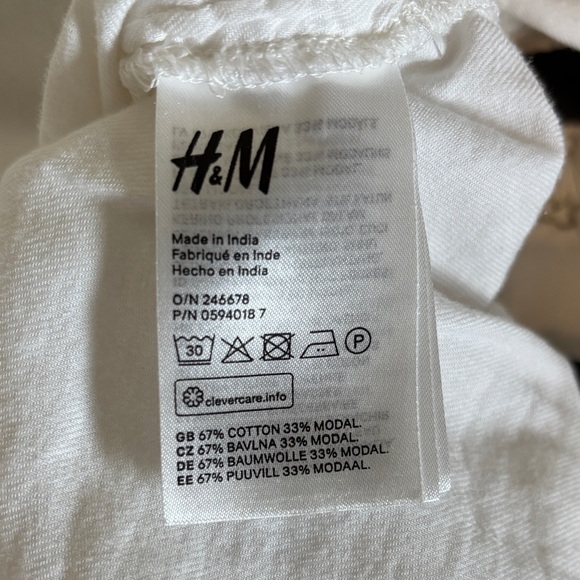 H&M
Made in India
Fabriqué en Inde
Hecho en India
O/N 246678
P/N 0594018 7
30 P
clevercare.info
GB 67% COTTON 33% MODAL.
CZ 67% BAVLNA 33% MODAL.
DE 67% BAUMWOLLE 33% MODAL.
EE 67% PUUVILL 33% MODAAL.